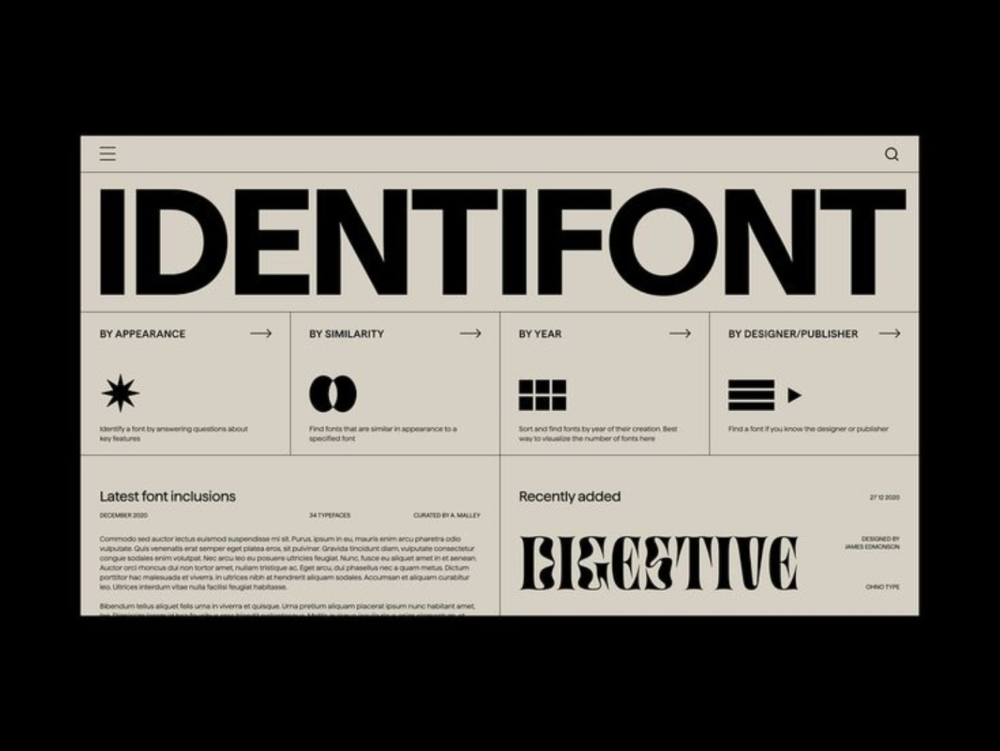 IDENTIFONT
BY APPEARANCE
Identify a font by answering questions about
key features
BY SIMILARITY
Find fonts that are similar in appearance to a
specified font
BY YEAR
Sort and find fonts by year of their creation. Best
way to visualize the number of fonts here
BY DESIGNER/PUBLISHER
Find a font if you know the designer or publisher
Latest font inclusions
DECEMBER 2020
34 TYPEFACES
CURATED BY A. MALLEY
Commodo sed auctor lectus euismod suspendisse mi sit. Purus, ipsum in eu, mauris enim arcu pharetra odio
vulputate. Quis venenatis erat semper eget platea eros, sit pulvinar. Gravida tincidunt diam, vulputate consectetur
congue sodales enim volutpat. Nec arcu leo eu posuere ultricies feugiat. Nunc, fusce eu aliquet amet in et aenean.
Auctor orci rhoncus dui non tortor amet, nullam tristique ac. Eget arcu, dui phasellus nec a quam metus. Dictum
porttitor hac malesuada et viverra. In ultrices nibh at hendrerit aliquam sodales. Accumsan et aliquam curabitur
leo. Ultrices interdum vitae nulla facilisi feugiat habitasse.
Bibendum tellus aliquet felis urna in viverra et quisque. Urna pretium aliquam placerat ipsum nunc habitant amet,
Recently added
27 12 2020
DIGESTIVE
DESIGNED BY
JAMES EDMONSON
OHNO TYPE